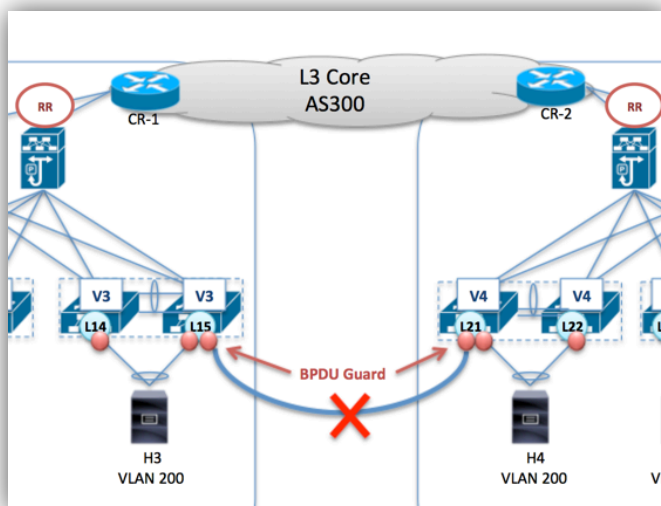 L3 Core
AS300
RR
CR-1
CR-2
RR
V3
V3
V4
V4
L14
L15
L21
L22
BPDU Guard
H3
VLAN 200
H4
VLAN 200